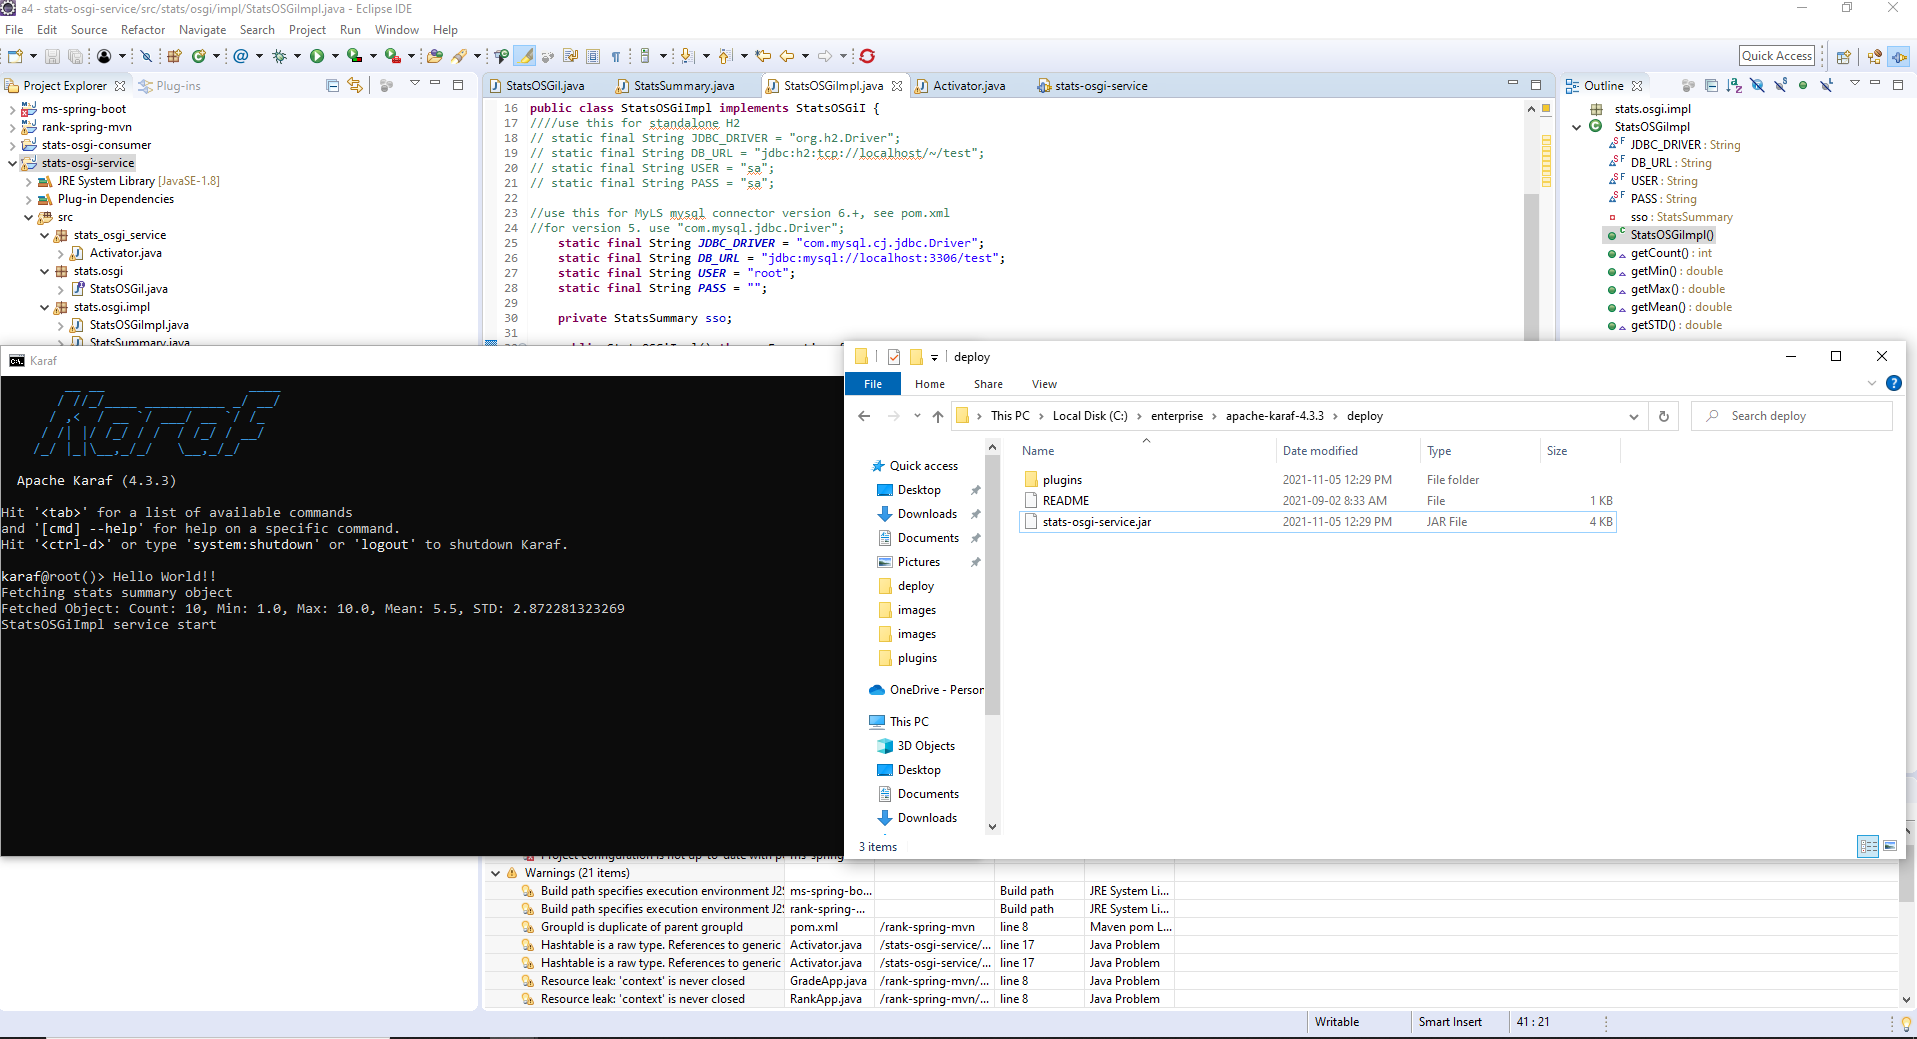 a4 - stats-osgi-service/src/stats/osgi/impl/StatsOSGiImpl.java - Eclipse IDE
File Edit Source Refactor Navigate Search Project Run Window Help
Quick Access
Project Explorer Plug-ins
ms-spring-boot
rank-spring-mvn
stats-osgi-consumer
stats-osgi-service
JRE System Library [JavaSE-1.8]
Plug-in Dependencies
src
stats_osgi_service
Activator.java
stats.osgi
StatsOSGiI.java
stats.osgi.impl
StatsOSGiImpl.java
StatsSummary.java
StatsOSGiI.java StatsSummary.java StatsOSGiImpl.java Activator.java stats-osgi-service
16 public class StatsOSGiImpl implements StatsOSGiI {
17 ////use this for standalone H2
18 // static final String JDBC_DRIVER = "org.h2.Driver";
19 // static final String DB_URL = "jdbc:h2:tcp://localhost/~/test";
20 // static final String USER = "sa";
21 // static final String PASS = "sa";
22
23 //use this for MyLS mysql connector version 6.+, see pom.xml
24 //for version 5. use "com.mysql.jdbc.Driver";
25 static final String JDBC_DRIVER = "com.mysql.cj.jdbc.Driver";
26 static final String DB_URL = "jdbc:mysql://localhost:3306/test";
27 static final String USER = "root";
28 static final String PASS = "";
29
30 private StatsSummary sso;
31
Outline
stats.osgi.impl
StatsOSGiImpl
JDBC_DRIVER : String
DB_URL : String
USER : String
PASS : String
sso : StatsSummary
StatsOSGiImpl()
getCount() : int
getMin() : double
getMax() : double
getMean() : double
getSTD() : double
Karaf
Apache Karaf (4.3.3)
Hit '<tab>' for a list of available commands
and '[cmd] --help' for help on a specific command.
Hit '<ctrl-d>' or type 'system:shutdown' or 'logout' to shutdown Karaf.
karaf@root()> Hello World!!
Fetching stats summary object
Fetched Object: Count: 10, Min: 1.0, Max: 10.0, Mean: 5.5, STD: 2.872281323269
StatsOSGiImpl service start
deploy
File Home Share View
This PC > Local Disk (C:) > enterprise > apache-karaf-4.3.3 > deploy
Search deploy
Quick access
Desktop
Downloads
Documents
Pictures
deploy
images
images
plugins
OneDrive - Person
This PC
3D Objects
Desktop
Documents
Downloads
Name Date modified Type Size
plugins 2021-11-05 12:29 PM File folder
README 2021-09-02 8:33 AM File 1 KB
stats-osgi-service.jar 2021-11-05 12:29 PM JAR File 4 KB
3 items
Warnings (21 items)
Build path specifies execution environment J2S ms-spring-bo... Build path JRE System Li...
Build path specifies execution environment J2S rank-spring-... Build path JRE System Li...
GroupId is duplicate of parent groupId pom.xml /rank-spring-mvn line 8 Maven pom L...
Hashtable is a raw type. References to generic Activator.java /stats-osgi-service/... line 17 Java Problem
Hashtable is a raw type. References to generic Activator.java /stats-osgi-service/... line 17 Java Problem
Resource leak: 'context' is never closed GradeApp.java /rank-spring-mvn/... line 8 Java Problem
Resource leak: 'context' is never closed RankApp.java /rank-spring-mvn/... line 8 Java Problem
Writable Smart Insert 41 : 21